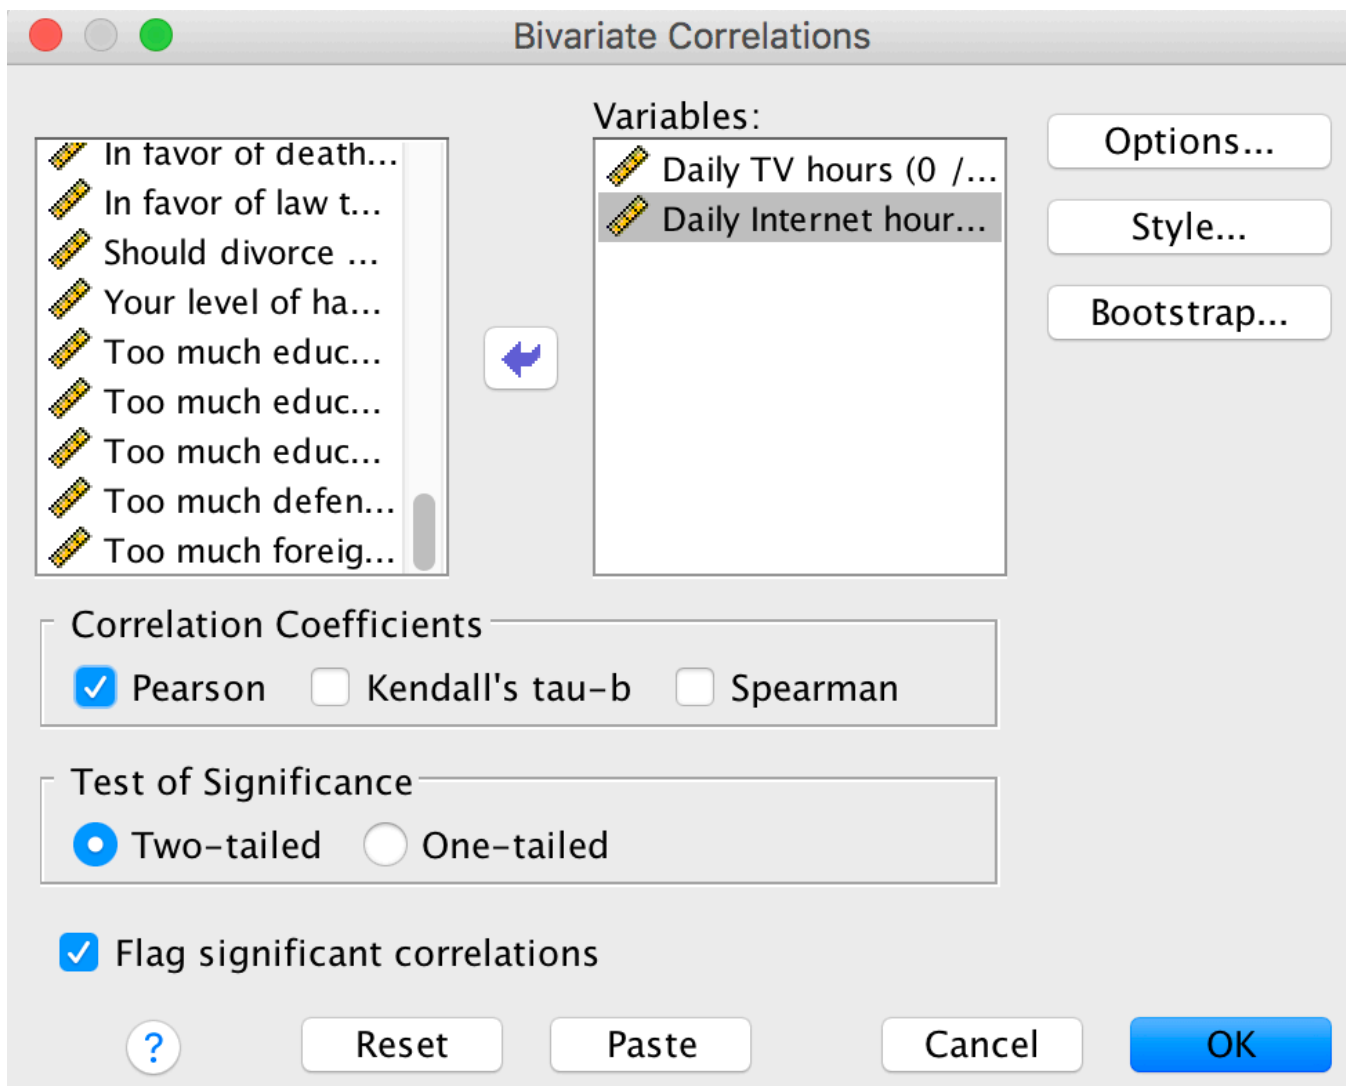 Bivariate Correlations
Variables:
In favor of death...
In favor of law t...
Should divorce ...
Your level of ha...
Too much educ...
Too much educ...
Too much educ...
Too much defen...
Too much foreig...
Daily TV hours (0 /...
Daily Internet hour...
Options...
Style...
Bootstrap...
Correlation Coefficients
Pearson Kendall's tau-b Spearman
Test of Significance
Two-tailed One-tailed
Flag significant correlations
? Reset Paste Cancel OK